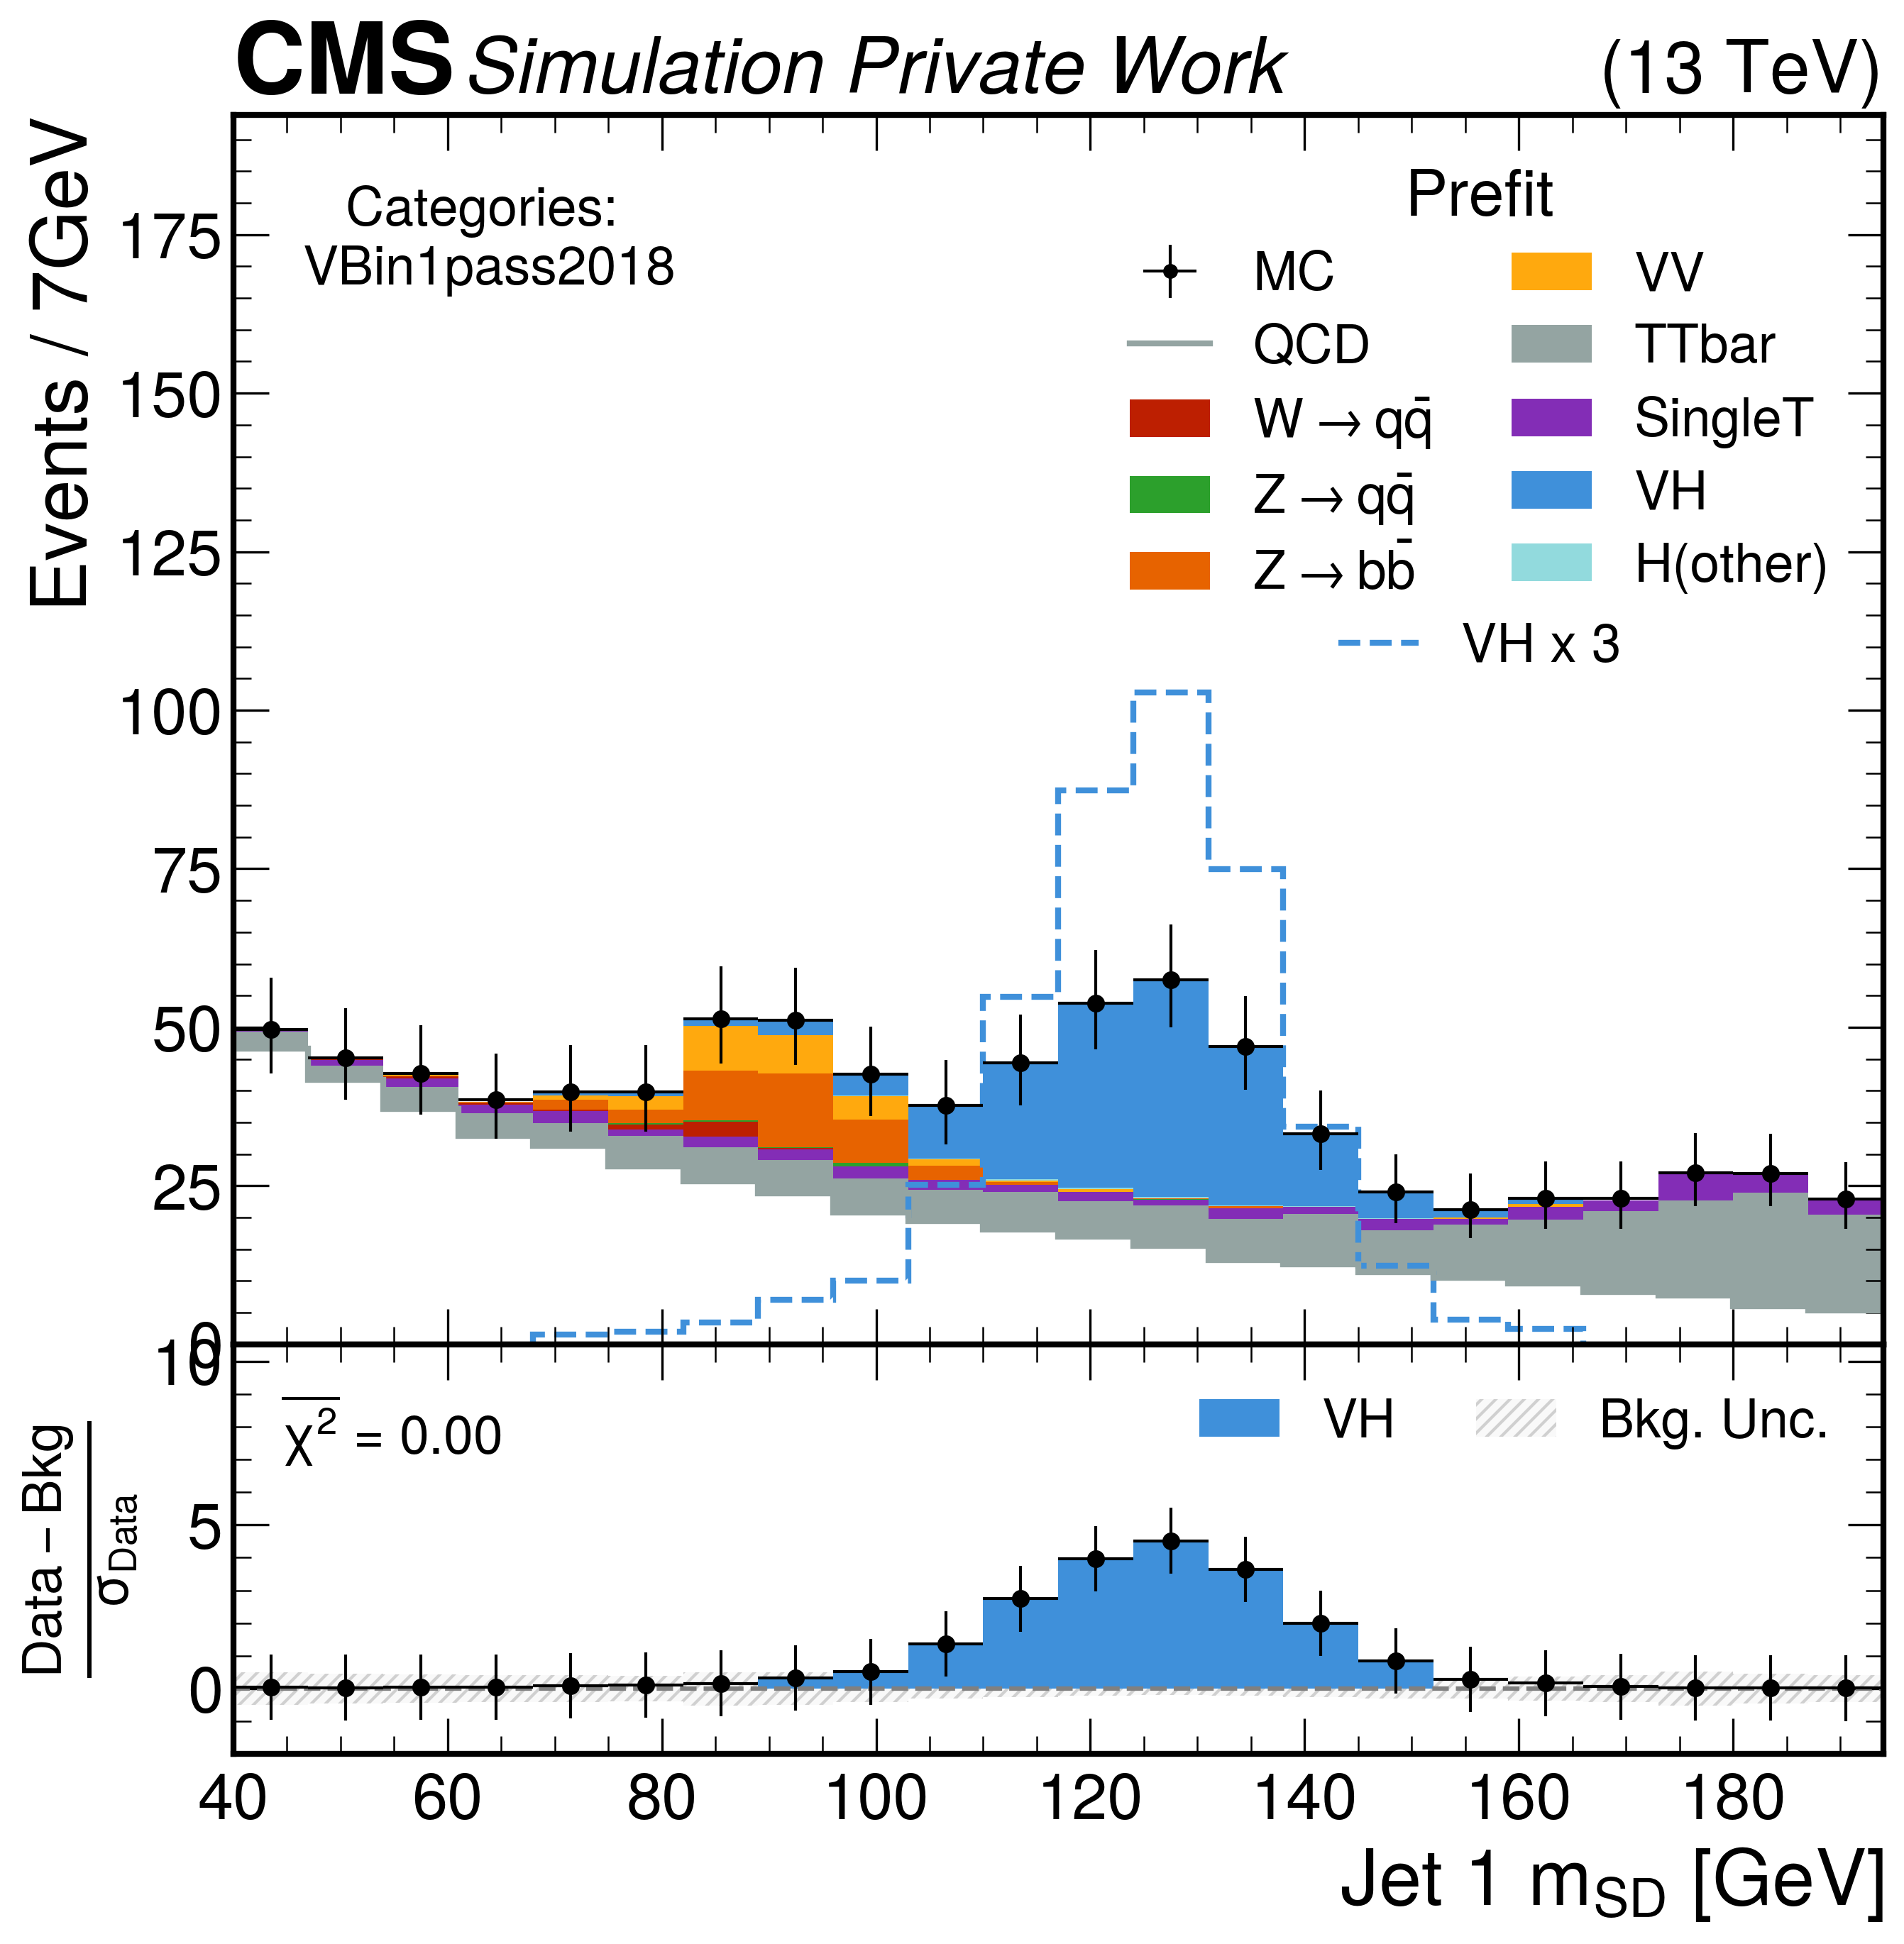 CMS Simulation Private Work (13 TeV)
Events / 7GeV
Categories:
VBin1pass2018
Prefit
MC
QCD
W → qq̄
Z → qq̄
Z → bb̄
VV
TTbar
SingleT
VH
H(other)
VH x 3
175
150
125
100
75
50
25
0
10
5
0
Data − Bkg
σData
χ² = 0.00
VH
Bkg. Unc.
40 60 80 100 120 140 160 180
Jet 1 mSD [GeV]